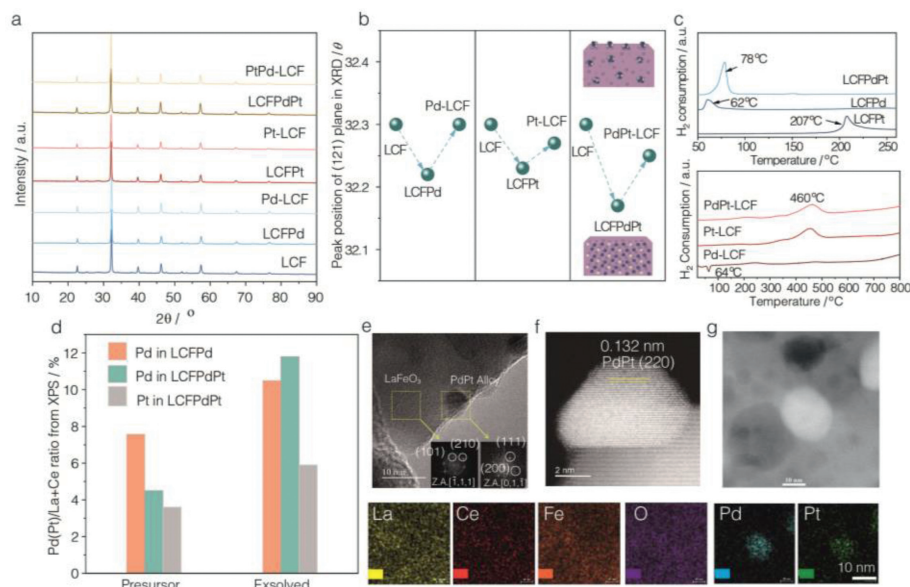 a
PtPd-LCF
LCFPdPt
Pt-LCF
LCFPt
Pd-LCF
LCFPd
LCF
Intensity / a.u.
10 20 30 40 50 60 70 80 90
2θ / °
b
Peak position of (121) plane in XRD / θ
32.4
32.3
32.2
32.1
LCF
LCFPd
Pd-LCF
LCF
LCFPt
Pt-LCF
LCF
LCFPdPt
PdPt-LCF
c
H2 consumption / a.u.
78°C
LCFPdPt
62°C
LCFPd
207°C
LCFPt
50 100 150 200 250
Temperature / °C
H2 Consumption / a.u.
PdPt-LCF
460°C
Pt-LCF
Pd-LCF
64°C
100 200 300 400 500 600 700 800
Temperature / °C
d
Pd(Pt)/La+Ce ratio from XPS / %
12
10
8
6
4
2
0
Pd in LCFPd
Pd in LCFPdPt
Pt in LCFPdPt
Presursor
Exsolved
e
LaFeO3
PdPt Alloy
(101)
(210)
(111)
(200)
Z.A.[1̄,1,1]
Z.A.[0,1,1̄]
10 nm
f
0.132 nm
PdPt (220)
2 nm
g
La
Ce
Fe
O
Pd
Pt
10 nm